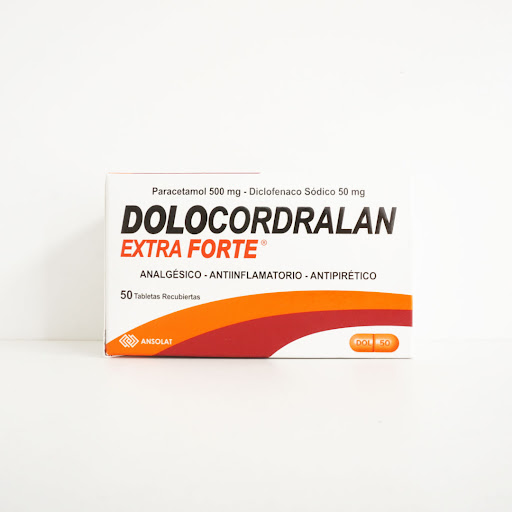 Paracetamol 500 mg - Diclofenaco Sódico 50 mg
DOLOCORDRALAN
EXTRA FORTE®
ANALGÉSICO - ANTIINFLAMATORIO - ANTIPIRÉTICO
50 Tabletas Recubiertas
ANSOLAT
DOL 50